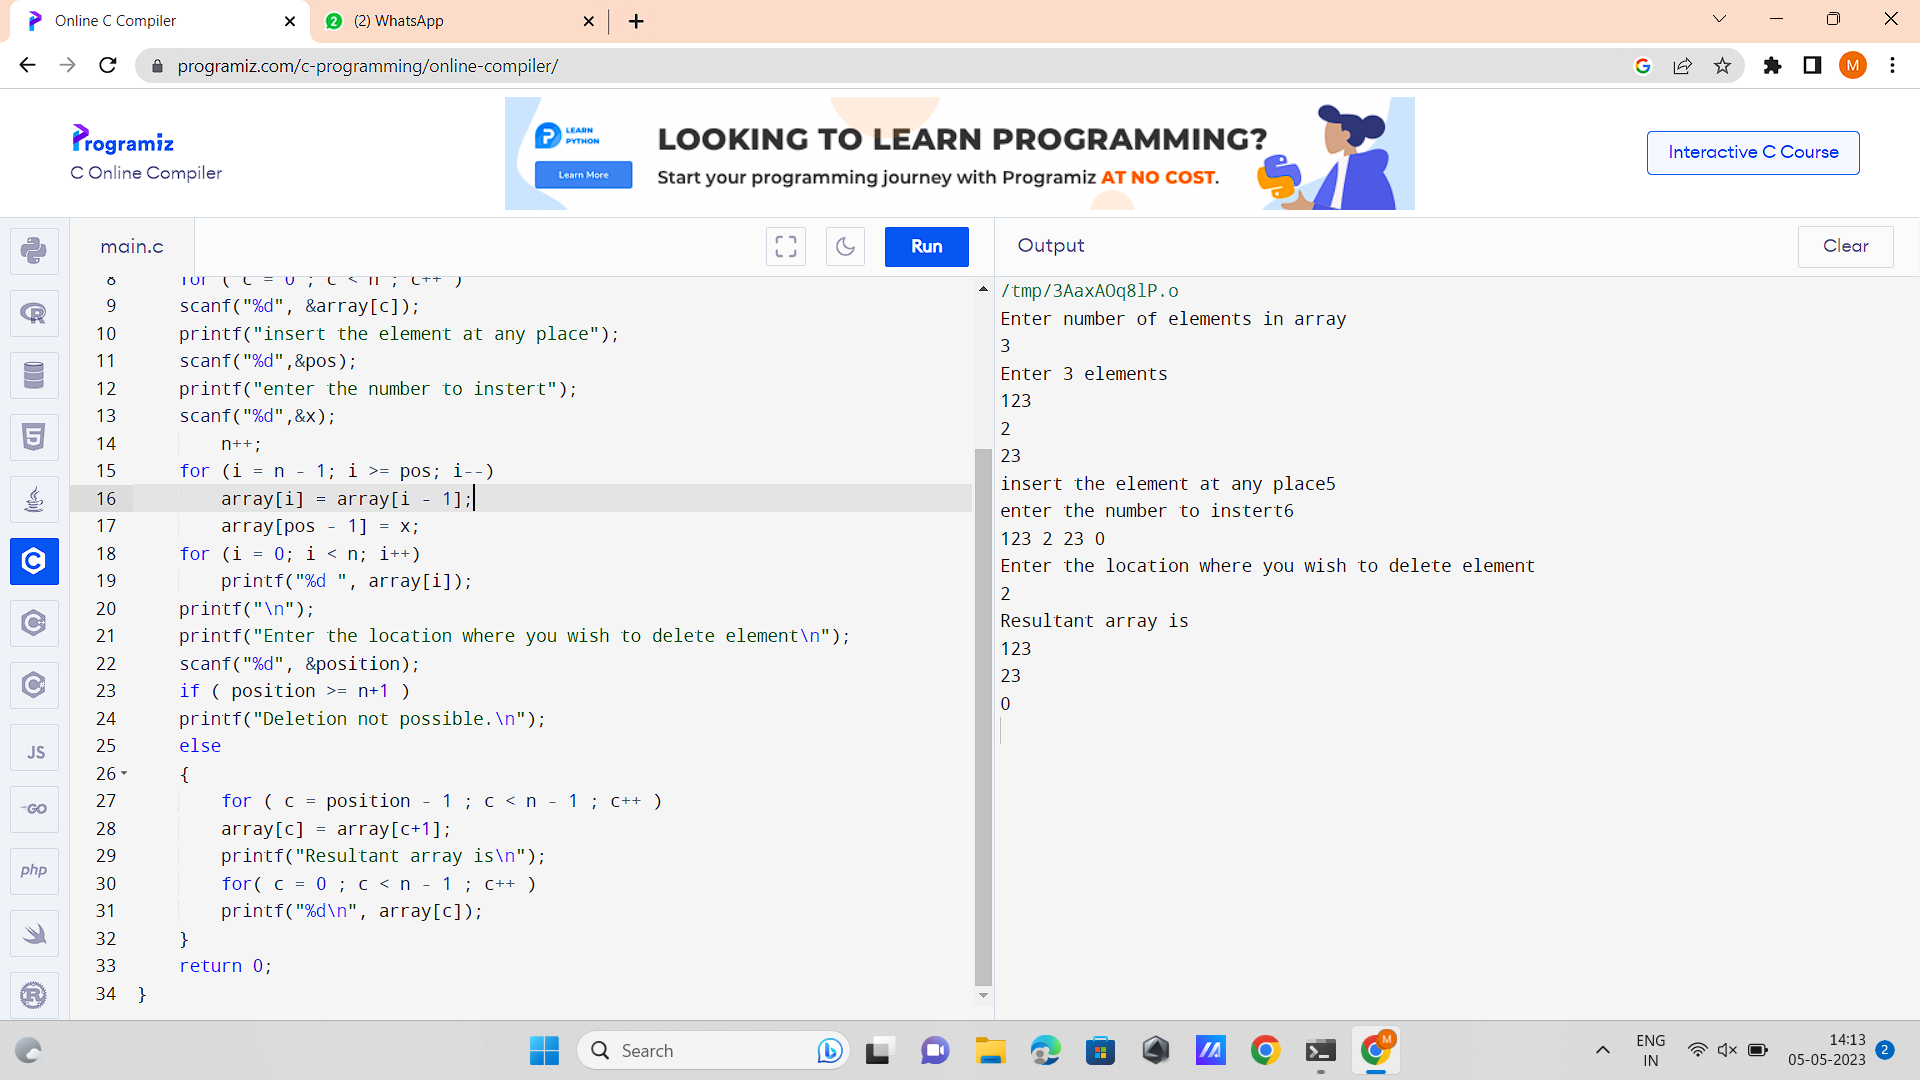 Online C Compiler
2 (2) WhatsApp
programiz.com/c-programming/online-compiler/
M
Programiz
C Online Compiler
LEARN
PYTHON
Learn More
LOOKING TO LEARN PROGRAMMING?
Start your programming journey with Programiz AT NO COST.
Interactive C Course
main.c
Run
Output
Clear
8 for ( c = 0 ; c < n ; c++ )
9 scanf("%d", &array[c]);
10 printf("insert the element at any place");
11 scanf("%d",&pos);
12 printf("enter the number to instert");
13 scanf("%d",&x);
14 n++;
15 for (i = n - 1; i >= pos; i--)
16 array[i] = array[i - 1];
17 array[pos - 1] = x;
18 for (i = 0; i < n; i++)
19 printf("%d ", array[i]);
20 printf("\n");
21 printf("Enter the location where you wish to delete element\n");
22 scanf("%d", &position);
23 if ( position >= n+1 )
24 printf("Deletion not possible.\n");
25 else
26 {
27 for ( c = position - 1 ; c < n - 1 ; c++ )
28 array[c] = array[c+1];
29 printf("Resultant array is\n");
30 for( c = 0 ; c < n - 1 ; c++ )
31 printf("%d\n", array[c]);
32 }
33 return 0;
34 }
/tmp/3AaxAOq8lP.o
Enter number of elements in array
3
Enter 3 elements
123
2
23
insert the element at any place5
enter the number to instert6
123 2 23 0
Enter the location where you wish to delete element
2
Resultant array is
123
23
0
R
5
C
JS
GO
php
R
Search
M
ENG
IN
14:13
05-05-2023
2